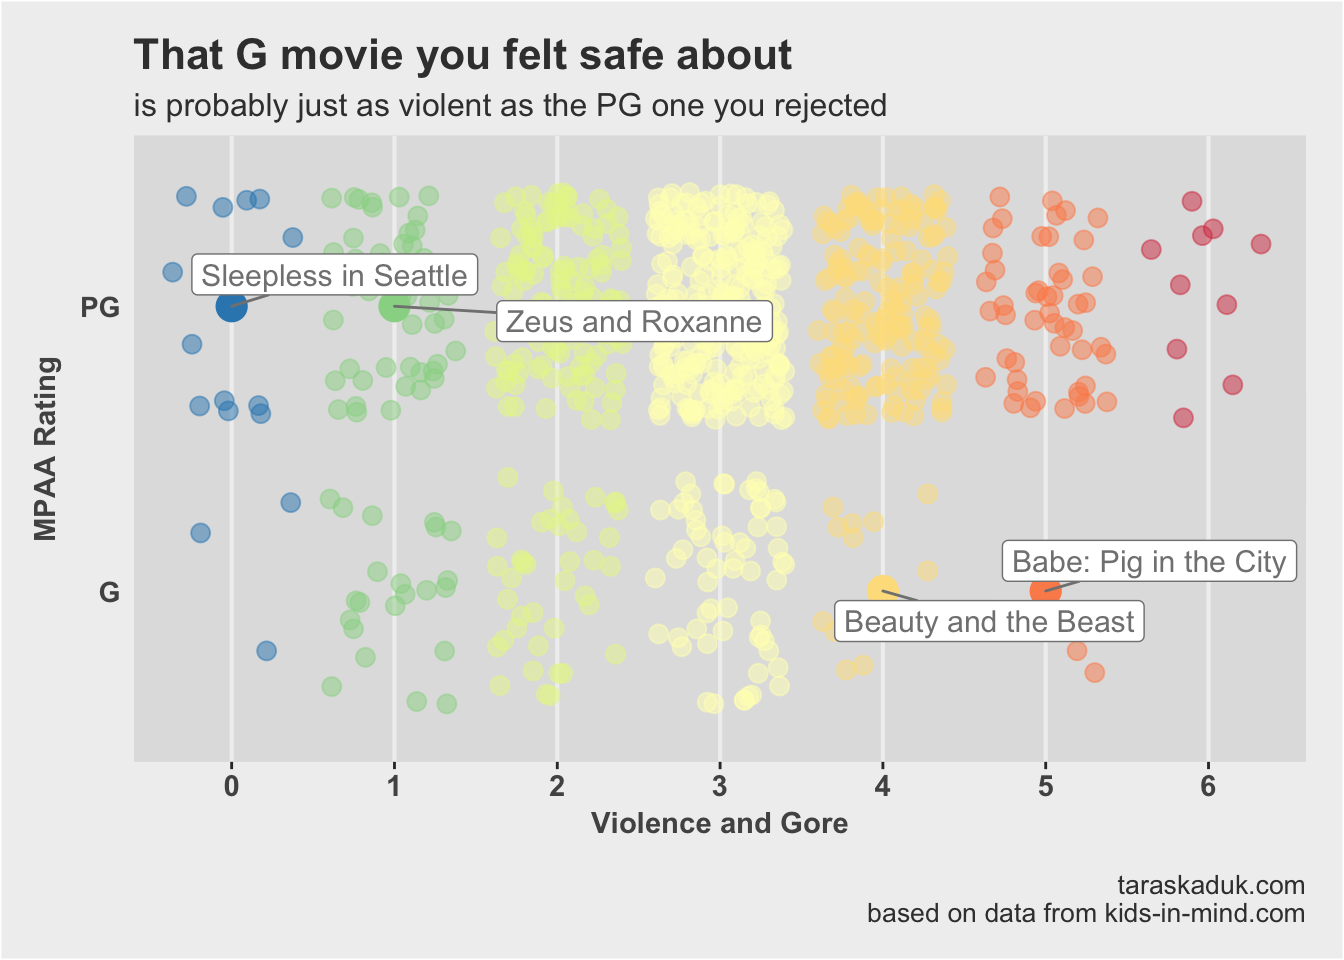 That G movie you felt safe about
is probably just as violent as the PG one you rejected
MPAA Rating
PG
Sleepless in Seattle
Zeus and Roxanne
G
Babe: Pig in the City
Beauty and the Beast
0 1 2 3 4 5 6
Violence and Gore
taraskaduk.com
based on data from kids-in-mind.com